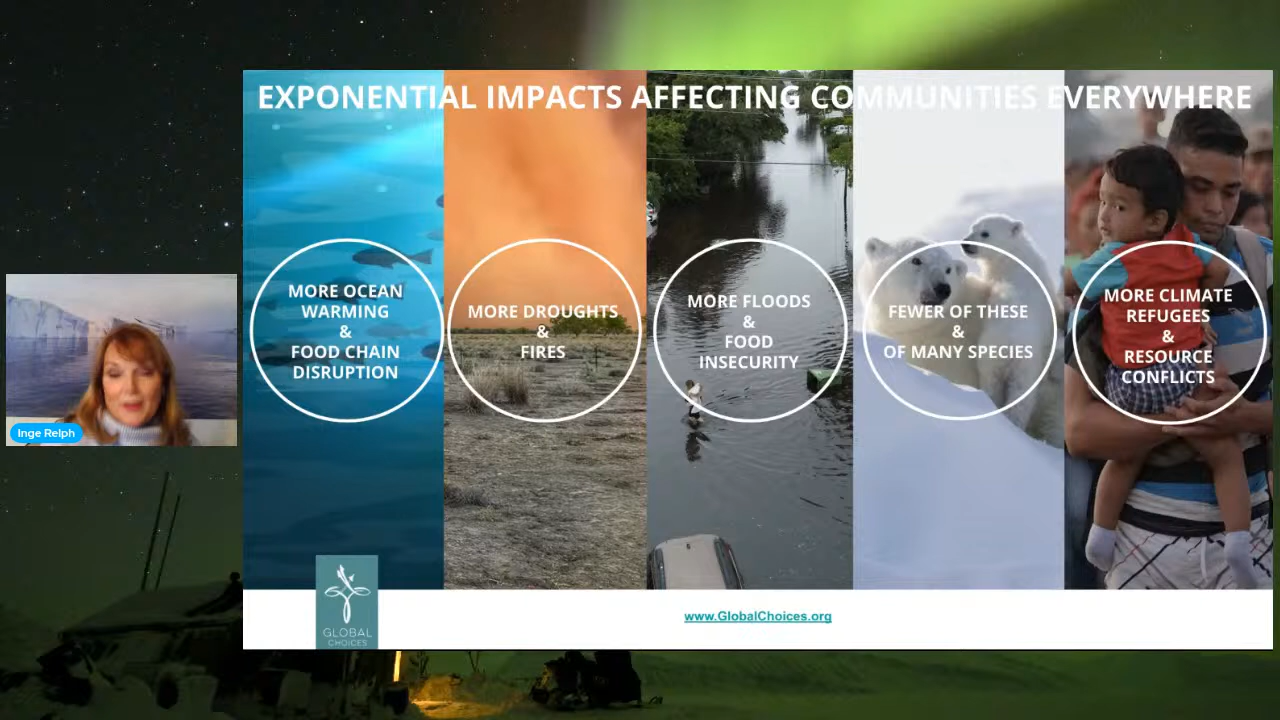 EXPONENTIAL IMPACTS AFFECTING COMMUNITIES EVERYWHERE
MORE OCEAN
WARMING
&
FOOD CHAIN
DISRUPTION
MORE DROUGHTS
&
FIRES
MORE FLOODS
&
FOOD
INSECURITY
FEWER OF THESE
&
OF MANY SPECIES
MORE CLIMATE
REFUGEES
&
RESOURCE
CONFLICTS
Inge Relph
GLOBAL
CHOICES
www.GlobalChoices.org